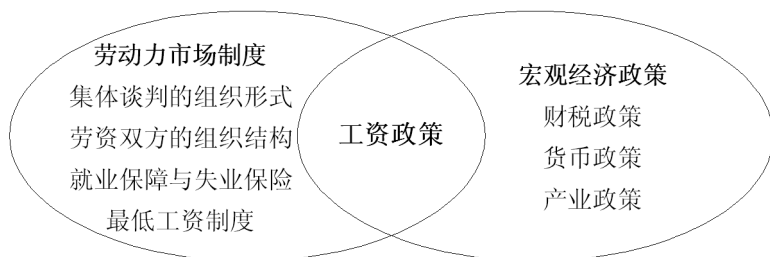 劳动力市场制度
集体谈判的组织形式
劳资双方的组织结构
就业保障与失业保险
最低工资制度
工资政策
宏观经济政策
财税政策
货币政策
产业政策